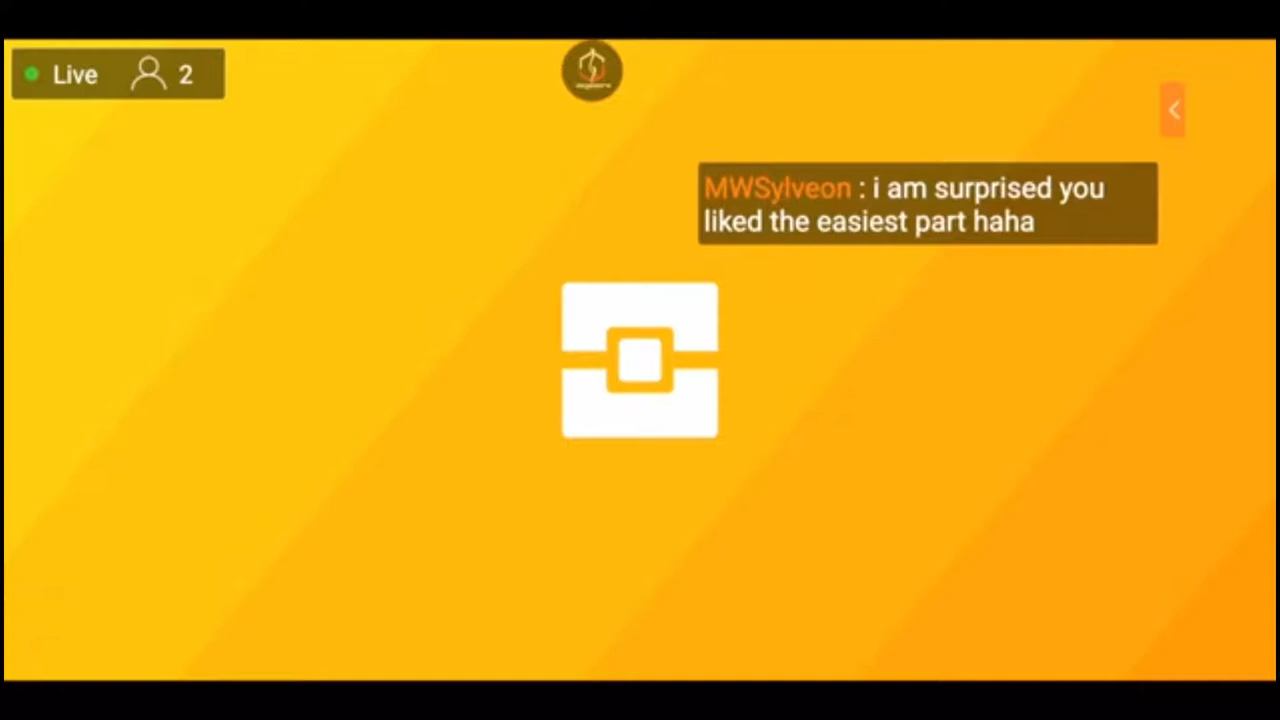 Live 2
MWSylveon : i am surprised you
liked the easiest part haha